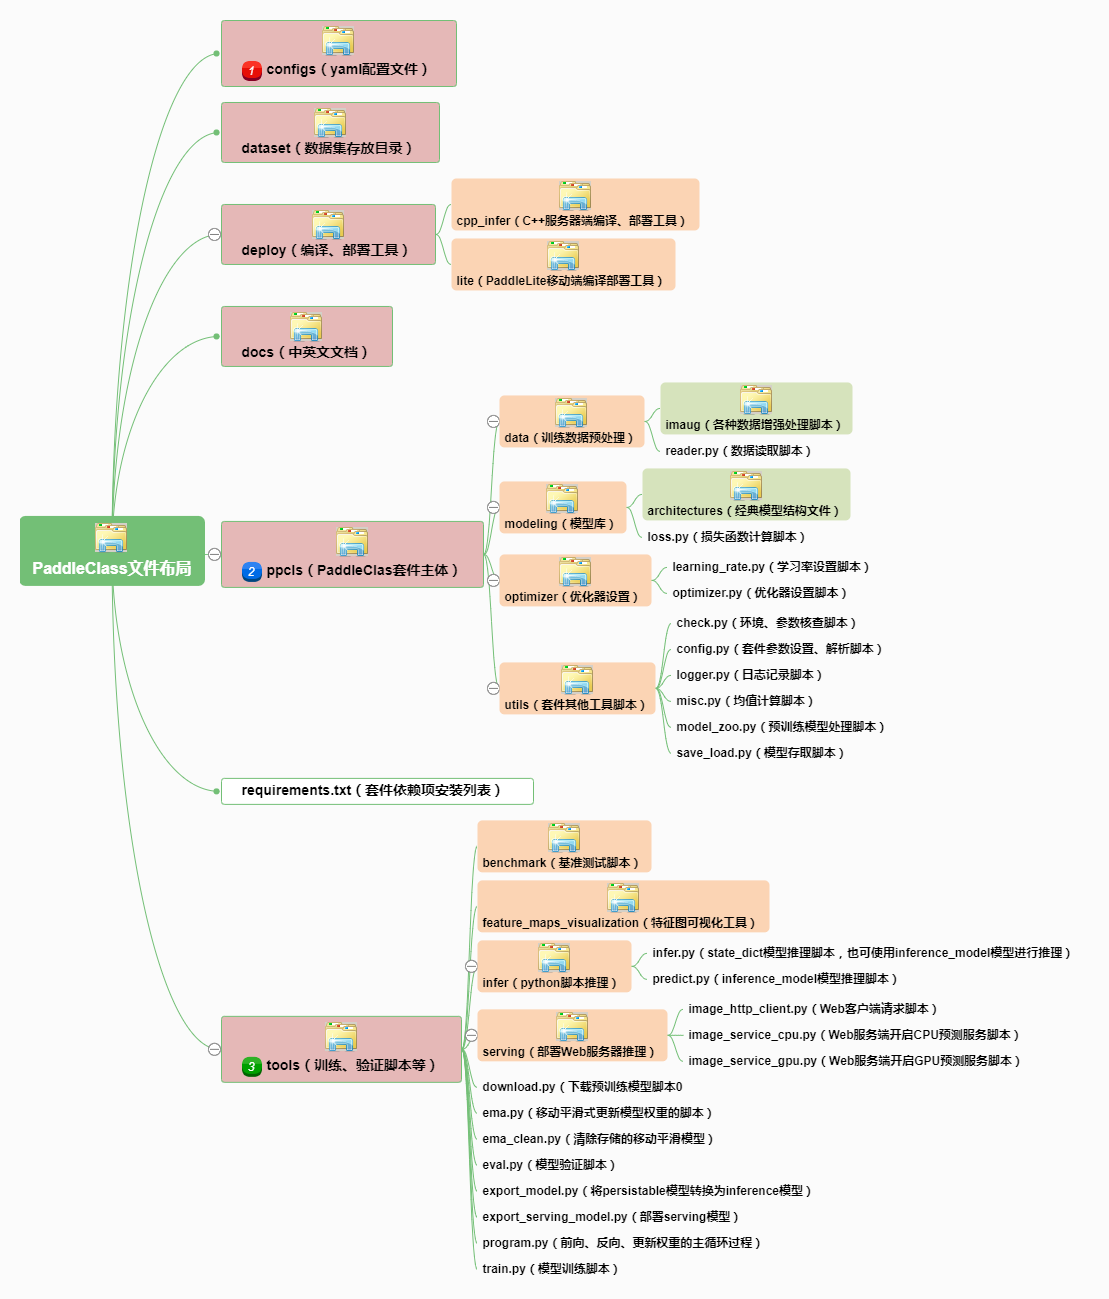 PaddleClass文件布局
1 configs（yaml配置文件）
dataset（数据集存放目录）
deploy（编译、部署工具）
cpp_infer（C++服务器端编译、部署工具）
lite（PaddleLite移动端编译部署工具）
docs（中英文文档）
2 ppcls（PaddleClas套件主体）
data（训练数据预处理）
imaug（各种数据增强处理脚本）
reader.py（数据读取脚本）
modeling（模型库）
architectures（经典模型结构文件）
loss.py（损失函数计算脚本）
optimizer（优化器设置）
learning_rate.py（学习率设置脚本）
optimizer.py（优化器设置脚本）
utils（套件其他工具脚本）
check.py（环境、参数核查脚本）
config.py（套件参数设置、解析脚本）
logger.py（日志记录脚本）
misc.py（均值计算脚本）
model_zoo.py（预训练模型处理脚本）
save_load.py（模型存取脚本）
requirements.txt（套件依赖项安装列表）
3 tools（训练、验证脚本等）
benchmark（基准测试脚本）
feature_maps_visualization（特征图可视化工具）
infer（python脚本推理）
infer.py（state_dict模型推理脚本，也可使用inference_model模型进行推理）
predict.py（inference_model模型推理脚本）
serving（部署Web服务器推理）
image_http_client.py（Web客户端请求脚本）
image_service_cpu.py（Web服务端开启CPU预测服务脚本）
image_service_gpu.py（Web服务端开启GPU预测服务脚本）
download.py（下载预训练模型脚本0
ema.py（移动平滑式更新模型权重的脚本）
ema_clean.py（清除存储的移动平滑模型）
eval.py（模型验证脚本）
export_model.py（将persistable模型转换为inference模型）
export_serving_model.py（部署serving模型）
program.py（前向、反向、更新权重的主循环过程）
train.py（模型训练脚本）